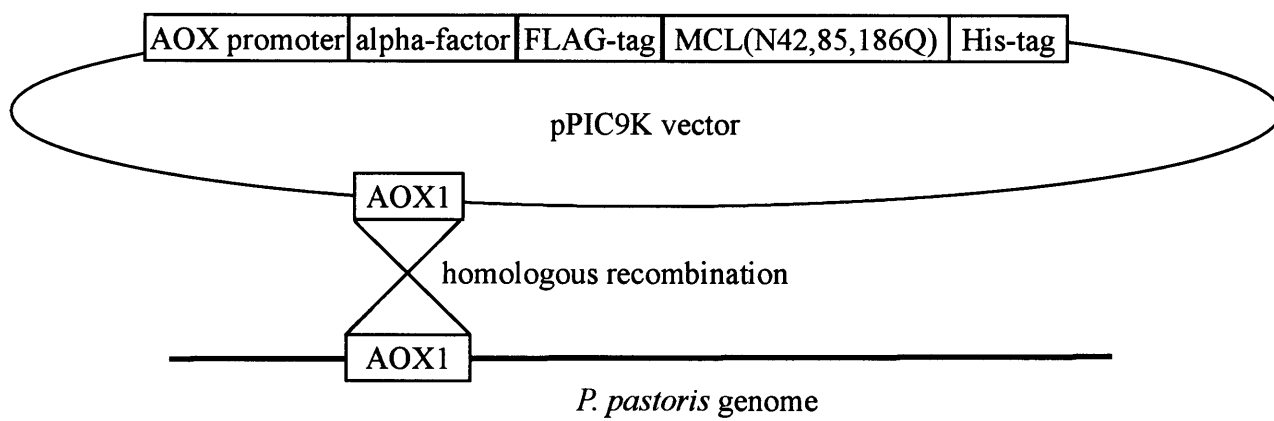 AOX promoter alpha-factor FLAG-tag MCL(N42,85,186Q) His-tag
pPIC9K vector
AOX1
homologous recombination
AOX1
P. pastoris genome